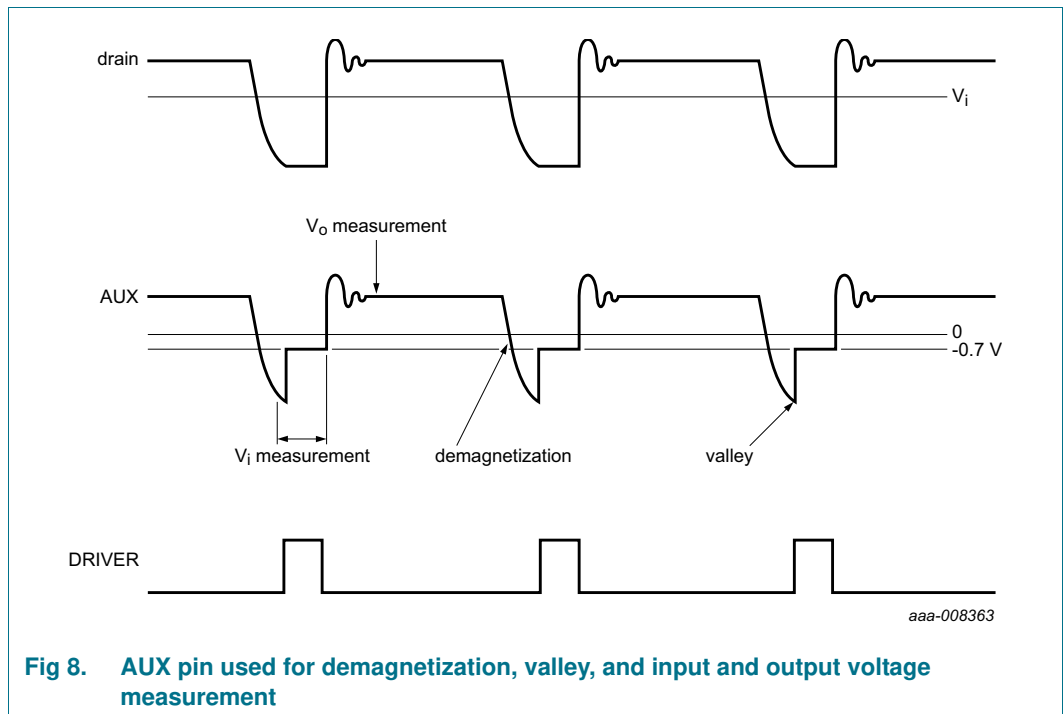 drain
Vi
Vo measurement
AUX
0
-0.7 V
Vi measurement
demagnetization
valley
DRIVER
aaa-008363
Fig 8. AUX pin used for demagnetization, valley, and input and output voltage
measurement